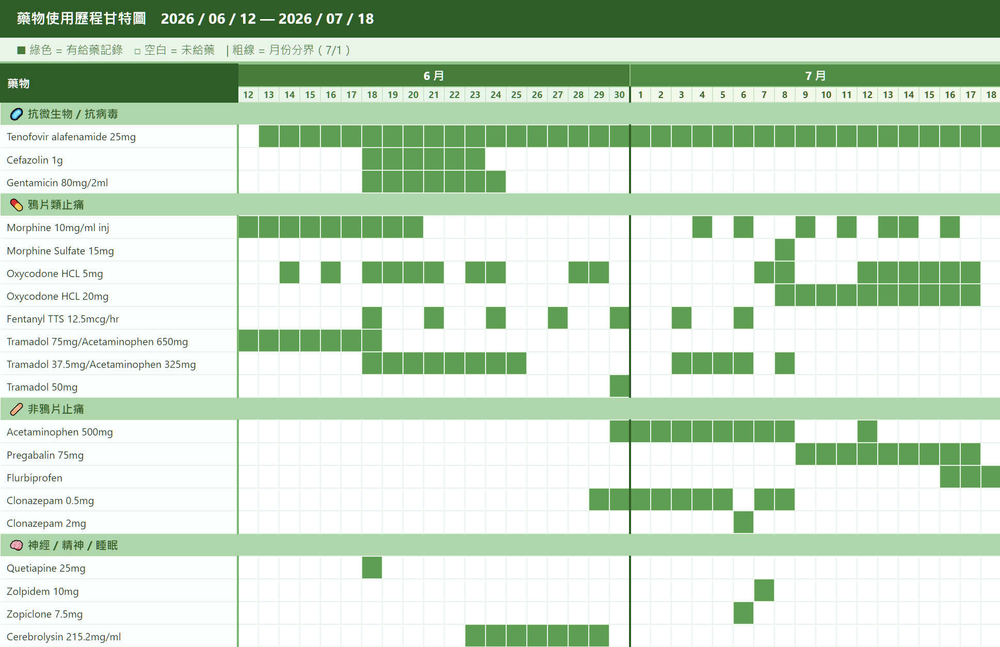 藥物使用歷程甘特圖 2026 / 06 / 12 — 2026 / 07 / 18
■ 綠色 = 有給藥記錄 □ 空白 = 未給藥 | 粗線 = 月份分界 ( 7/1 )
藥物
6 月 7 月
12 13 14 15 16 17 18 19 20 21 22 23 24 25 26 27 28 29 30 1 2 3 4 5 6 7 8 9 10 11 12 13 14 15 16 17 18
抗微生物 / 抗病毒
Tenofovir alafenamide 25mg
Cefazolin 1g
Gentamicin 80mg/2ml
鴉片類止痛
Morphine 10mg/ml inj
Morphine Sulfate 15mg
Oxycodone HCL 5mg
Oxycodone HCL 20mg
Fentanyl TTS 12.5mcg/hr
Tramadol 75mg/Acetaminophen 650mg
Tramadol 37.5mg/Acetaminophen 325mg
Tramadol 50mg
非鴉片止痛
Acetaminophen 500mg
Pregabalin 75mg
Flurbiprofen
Clonazepam 0.5mg
Clonazepam 2mg
神經 / 精神 / 睡眠
Quetiapine 25mg
Zolpidem 10mg
Zopiclone 7.5mg
Cerebrolysin 215.2mg/ml